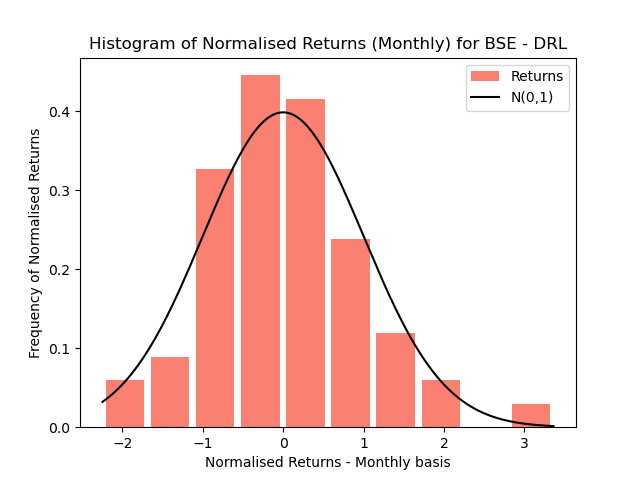 Histogram of Normalised Returns (Monthly) for BSE - DRL
Returns
N(0,1)
Frequency of Normalised Returns
0.4
0.3
0.2
0.1
0.0
−2
−1
0
1
2
3
Normalised Returns - Monthly basis